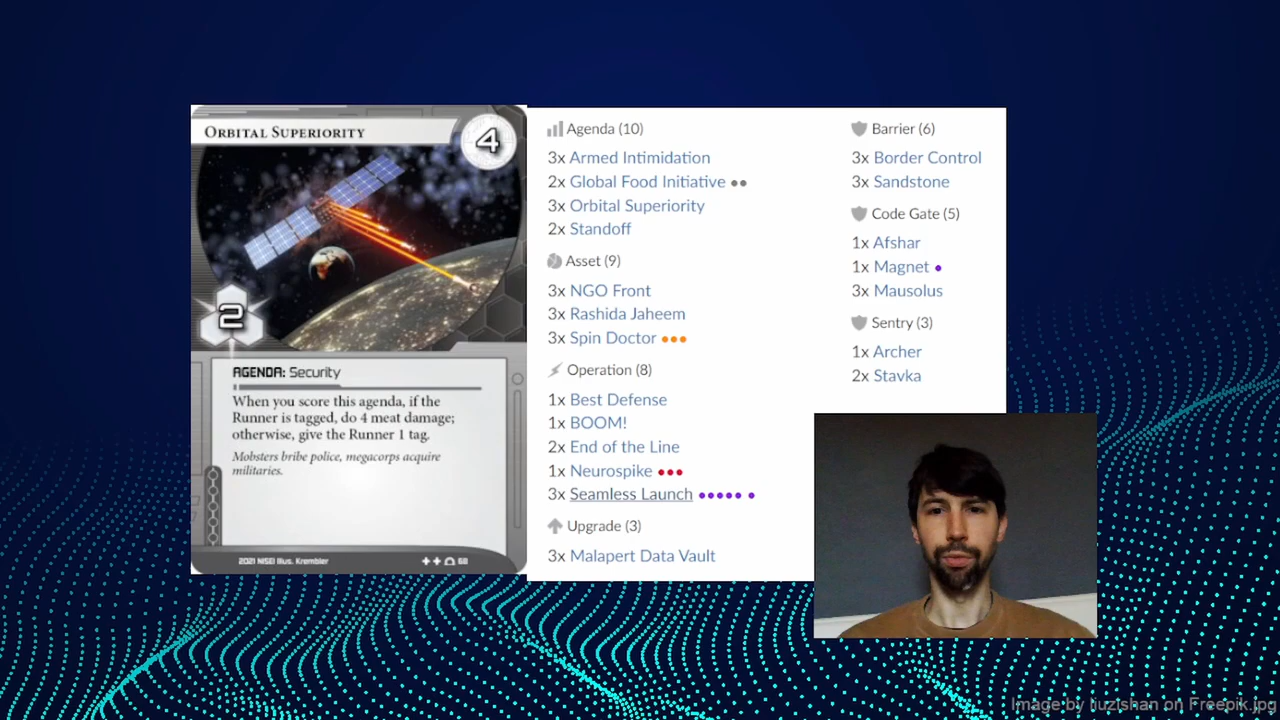 ORBITAL SUPERIORITY
4
2
AGENDA: Security
When you score this agenda, if the
Runner is tagged, do 4 meat damage;
otherwise, give the Runner 1 tag.
Mobsters bribe police, megacorps acquire
militaries.
2021 NISEI Illus. Krembler
68
Agenda (10)
3x Armed Intimidation
2x Global Food Initiative ●●
3x Orbital Superiority
2x Standoff
Asset (9)
3x NGO Front
3x Rashida Jaheem
3x Spin Doctor ●●●
Operation (8)
1x Best Defense
1x BOOM!
2x End of the Line
1x Neurospike ●●●
3x Seamless Launch ●●●●● ●
Upgrade (3)
3x Malapert Data Vault
Barrier (6)
3x Border Control
3x Sandstone
Code Gate (5)
1x Afshar
1x Magnet ●
3x Mausolus
Sentry (3)
1x Archer
2x Stavka
Image by liuzishan on Freepik.jpg